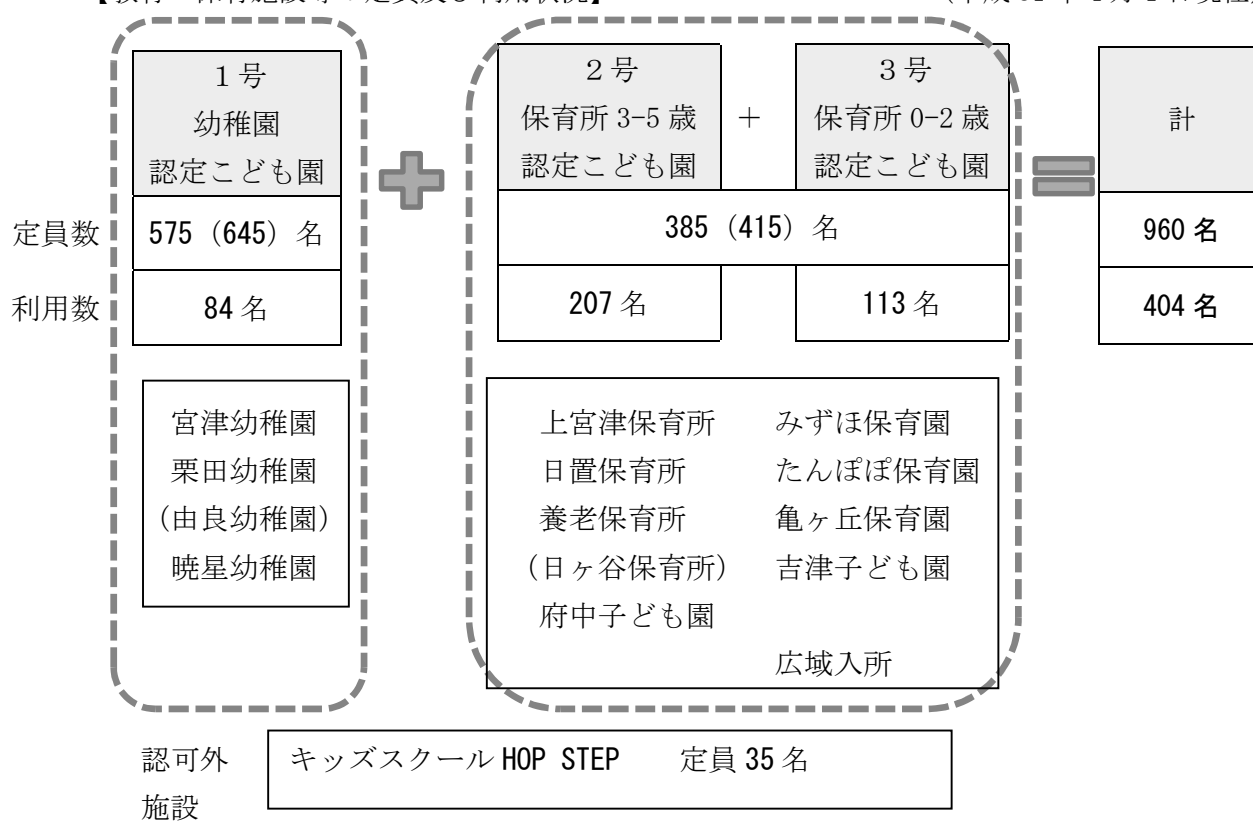 1号
幼稚園
認定こども園
2号
保育所 3-5 歳
認定こども園
＋
3号
保育所 0-2 歳
認定こども園
計
定員数
575（645）名
385（415）名
960 名
利用数
84 名
207 名
113 名
404 名
宮津幼稚園
栗田幼稚園
(由良幼稚園)
暁星幼稚園
上宮津保育所 みずほ保育園
日置保育所 たんぽぽ保育園
養老保育所 亀ヶ丘保育園
(日ヶ谷保育所) 吉津子ども園
府中子ども園
広域入所
認可外
施設
キッズスクール HOP STEP 定員 35 名